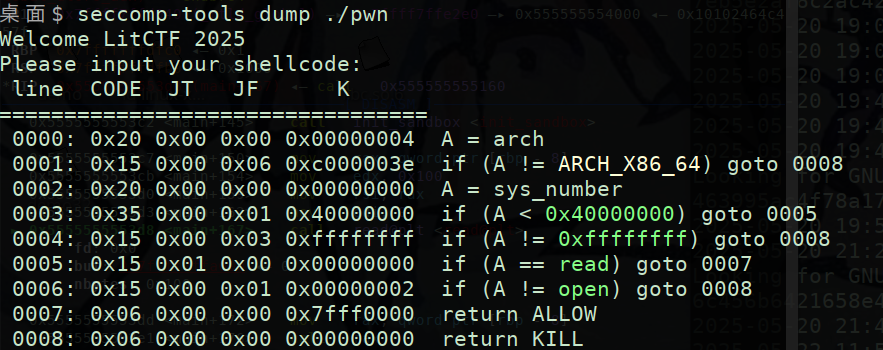 桌面$ seccomp-tools dump ./pwn
Welcome LitCTF 2025
Please input your shellcode:
 line  CODE  JT   JF      K
=================================
 0000: 0x20 0x00 0x00 0x00000004  A = arch
 0001: 0x15 0x00 0x06 0xc000003e  if (A != ARCH_X86_64) goto 0008
 0002: 0x20 0x00 0x00 0x00000000  A = sys_number
 0003: 0x35 0x00 0x01 0x40000000  if (A < 0x40000000) goto 0005
 0004: 0x15 0x00 0x03 0xffffffff  if (A != 0xffffffff) goto 0008
 0005: 0x15 0x01 0x00 0x00000000  if (A == read) goto 0007
 0006: 0x15 0x00 0x01 0x00000002  if (A != open) goto 0008
 0007: 0x06 0x00 0x00 0x7fff0000  return ALLOW
 0008: 0x06 0x00 0x00 0x00000000  return KILL